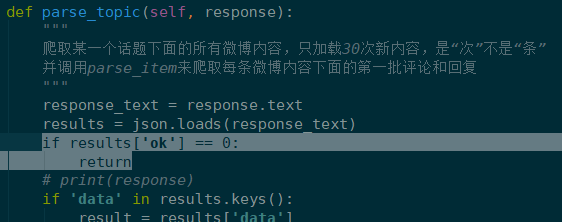 def parse_topic(self, response):
"""
爬取某一个话题下面的所有微博内容，只加载30次新内容，是“次”不是“条”
并调用parse_item来爬取每条微博内容下面的第一批评论和回复
"""
response_text = response.text
results = json.loads(response_text)
if results['ok'] == 0:
return
# print(response)
if 'data' in results.keys():
result = results['data']